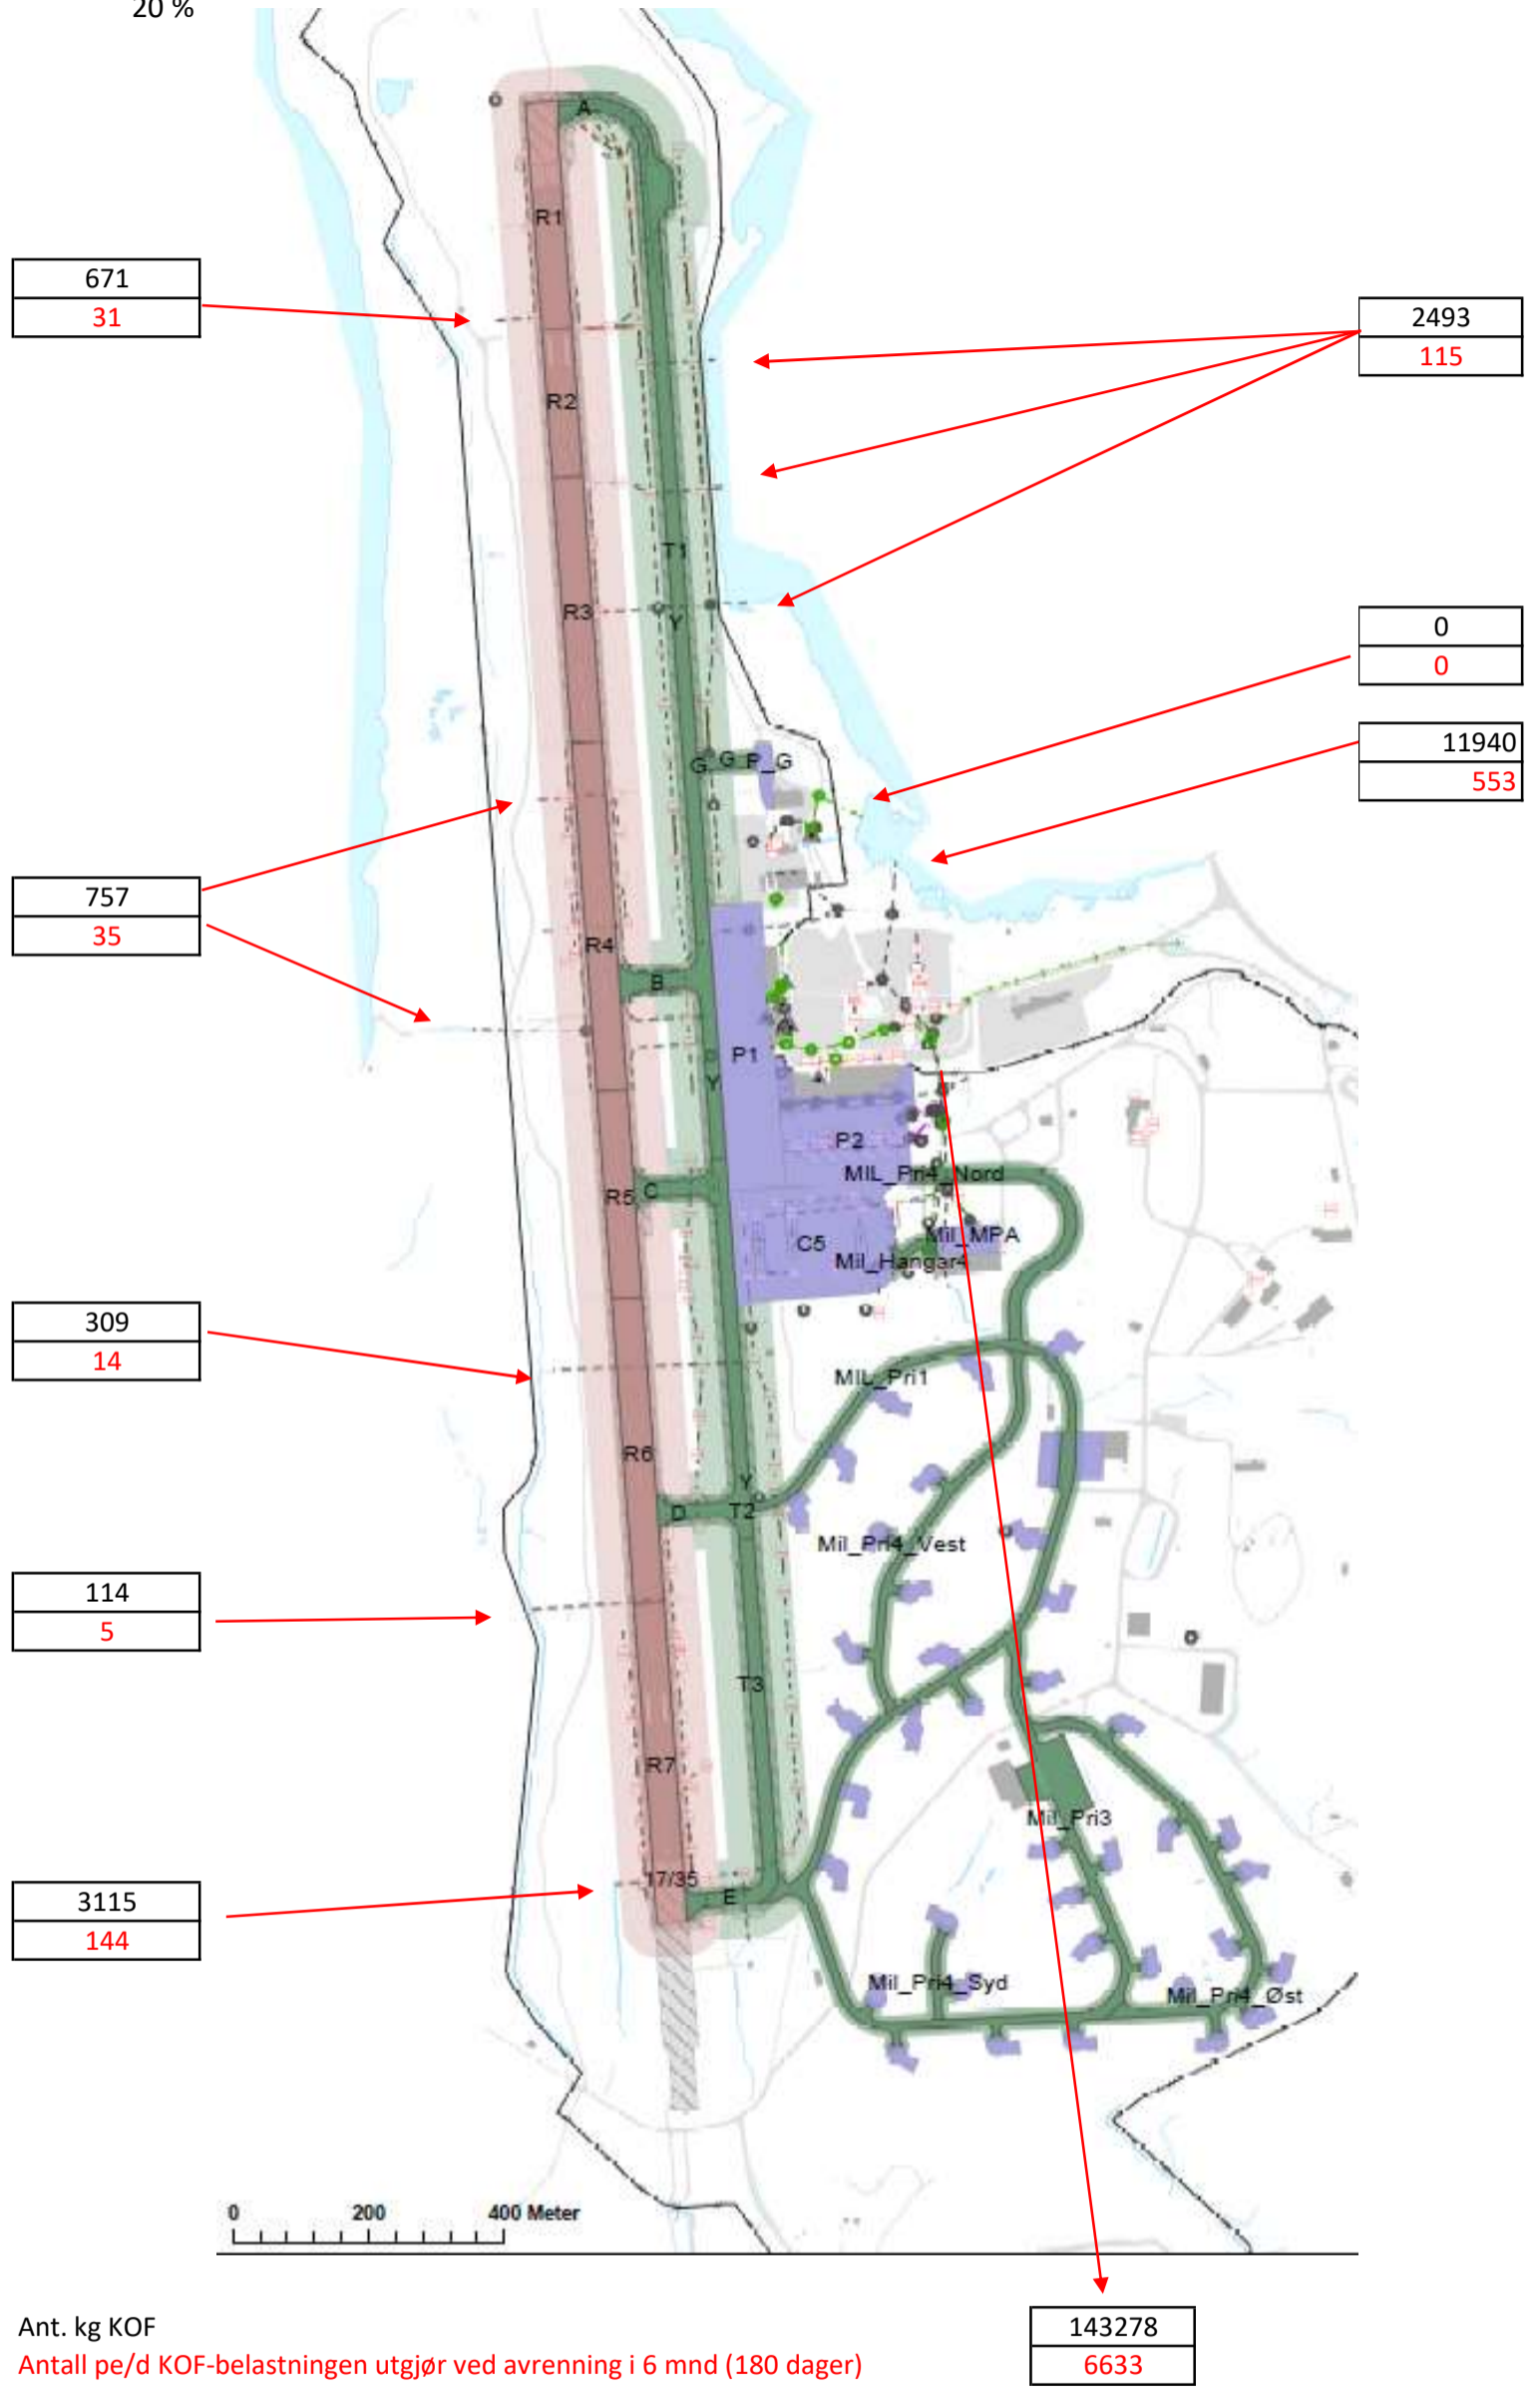 20 %
A
R1
671
31
2493
115
R2
T1
R3
Y
0
0
11940
553
G G P_G
757
35
R4
B
P1
Y
P2
MIL_Pri4_Nord
R5 C
Mil_MPA
C5
Mil_Hangar4
309
14
MIL_Pri1
R6
Y
D T2
Mil_Pri4_Vest
114
5
T3
R7
Mil_Pri3
17/35
E
3115
144
Mil_Pri4_Syd
Mil_Pri4_Øst
0 200 400 Meter
Ant. kg KOF
Antall pe/d KOF-belastningen utgjør ved avrenning i 6 mnd (180 dager)
143278
6633